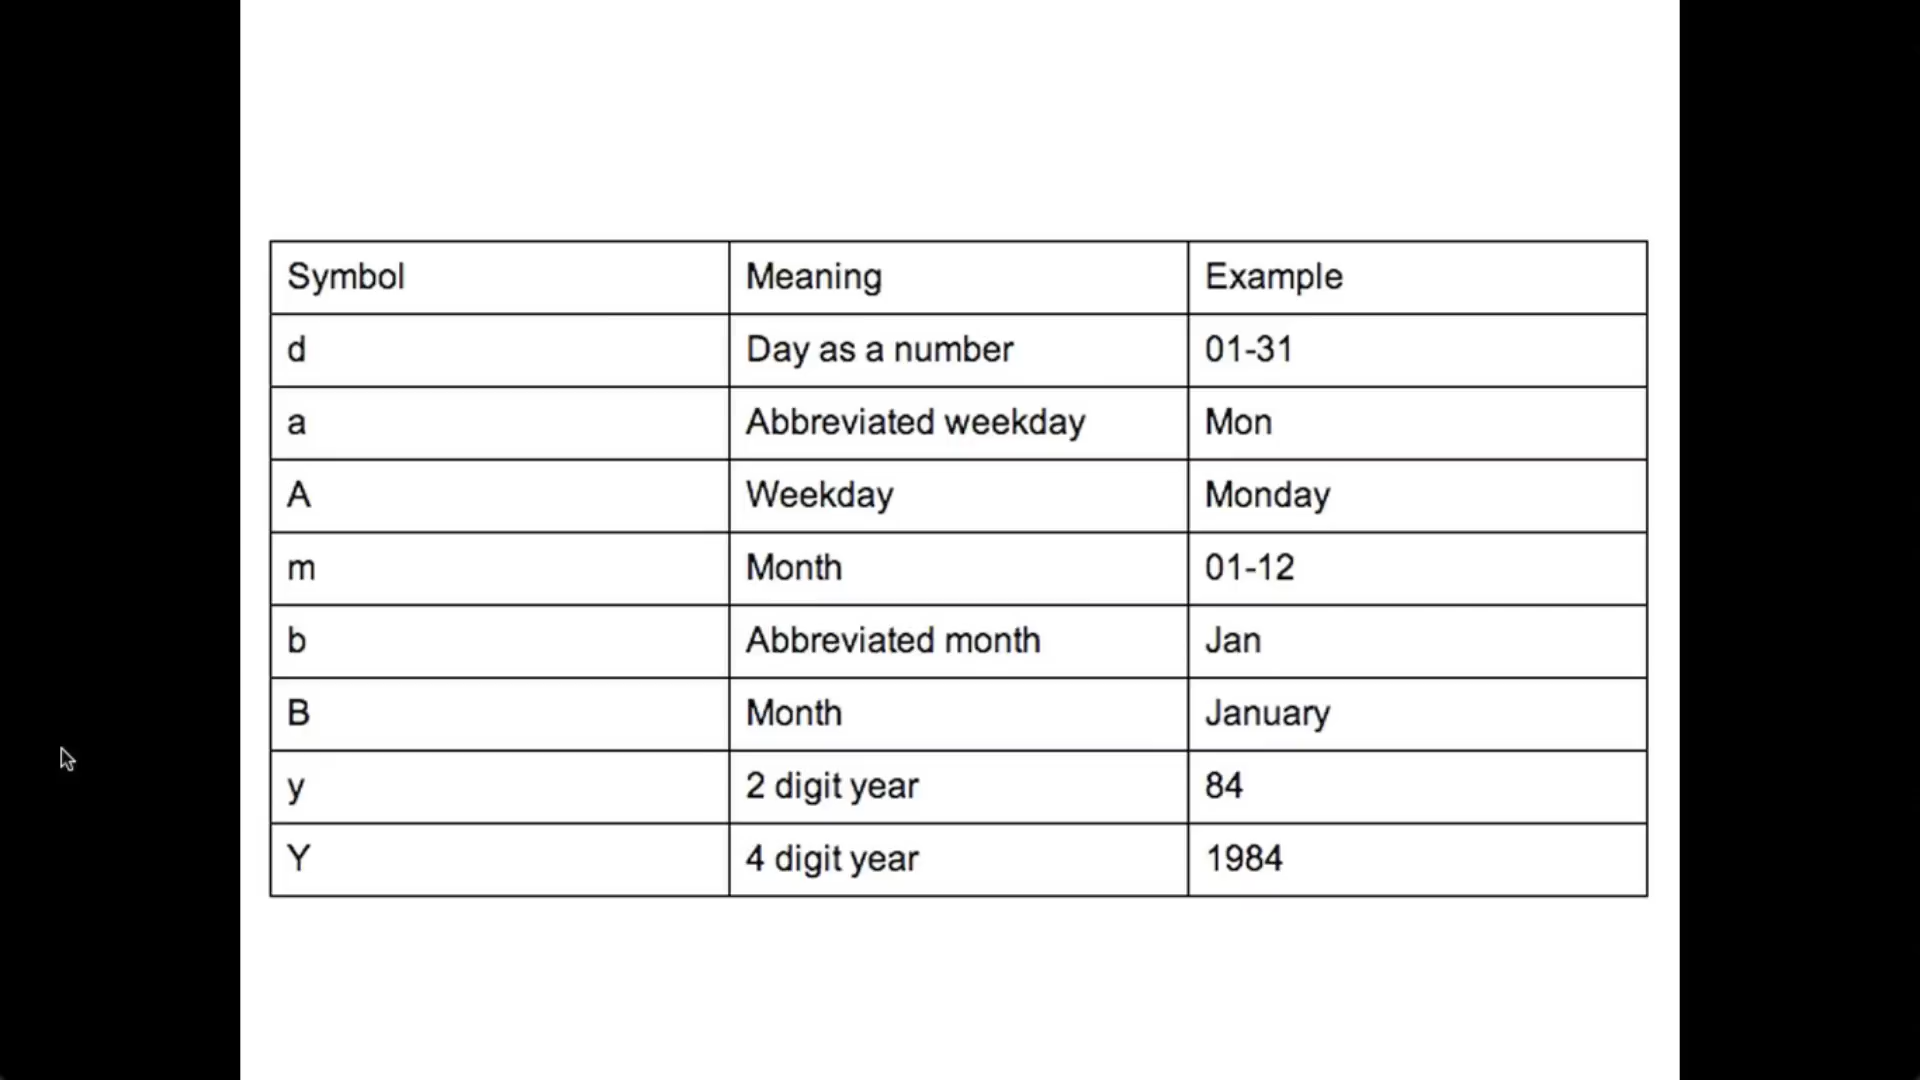 Symbol Meaning Example
d Day as a number 01-31
a Abbreviated weekday Mon
A Weekday Monday
m Month 01-12
b Abbreviated month Jan
B Month January
y 2 digit year 84
Y 4 digit year 1984